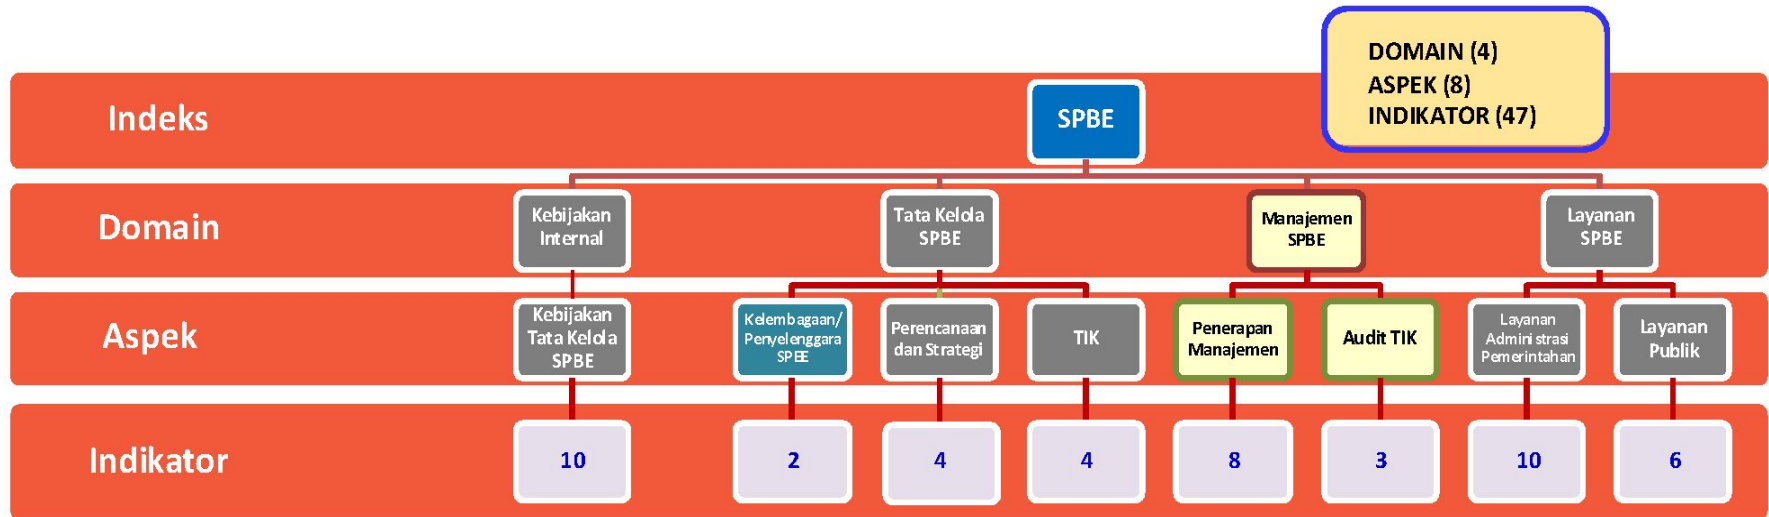 DOMAIN (4)
ASPEK (8)
INDIKATOR (47)
Indeks
SPBE
Domain
Kebijakan
Internal
Tata Kelola
SPBE
Manajemen
SPBE
Layanan
SPBE
Aspek
Kebijakan
Tata Kelola
SPBE
Kelembagaan/
Penyelenggara
SPBE
Perencanaan
dan Strategi
TIK
Penerapan
Manajemen
Audit TIK
Layanan
Administrasi
Pemerintahan
Layanan
Publik
Indikator
10
2
4
4
8
3
10
6